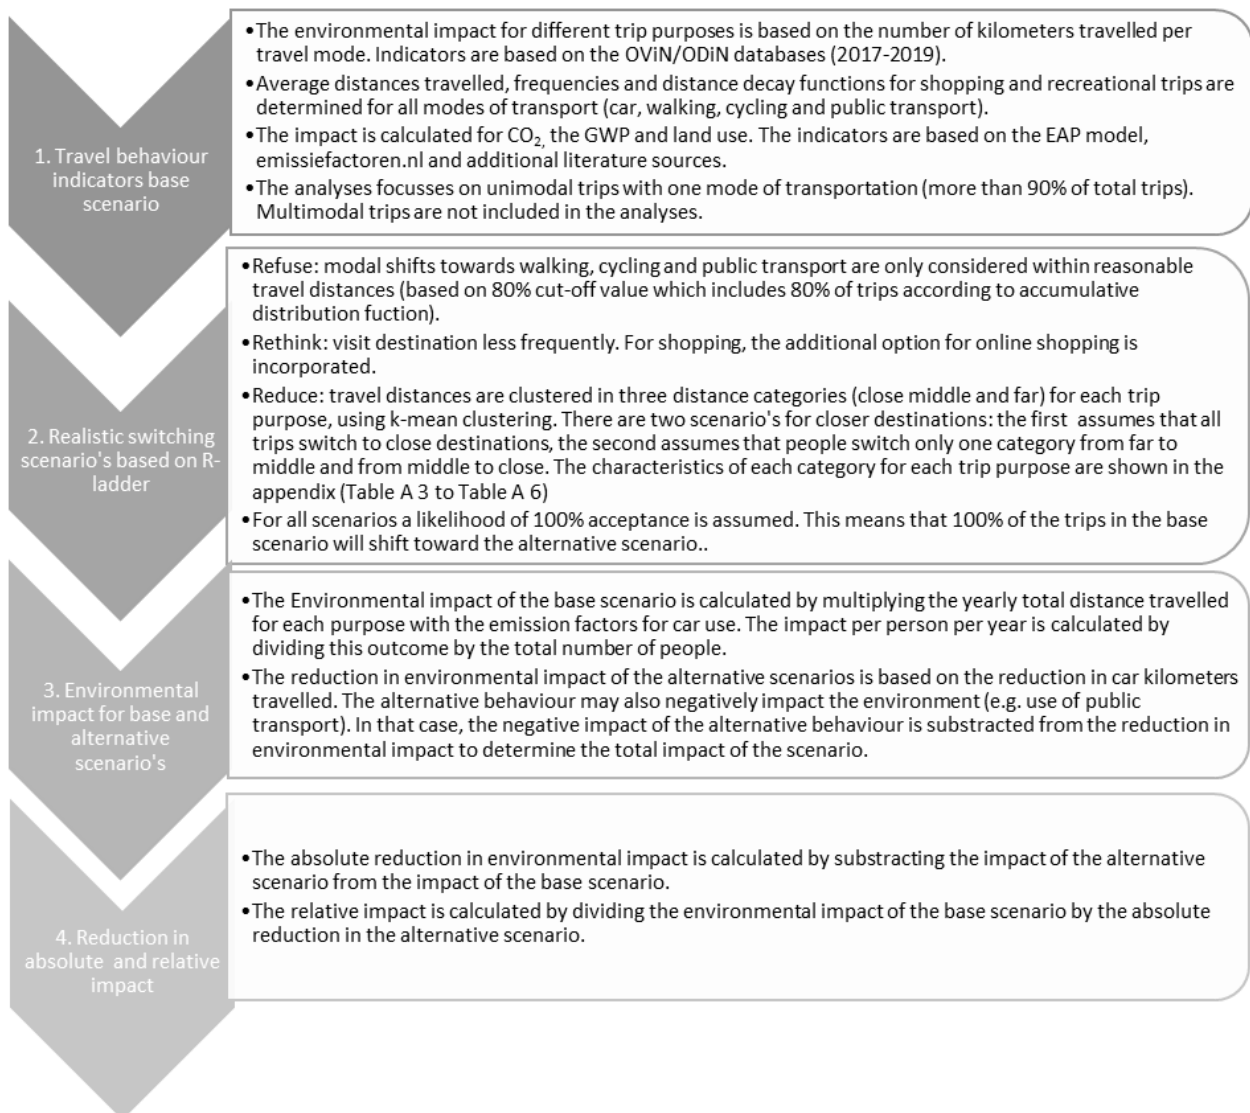 1. Travel behaviour
indicators base
scenario
•The environmental impact for different trip purposes is based on the number of kilometers travelled per
travel mode. Indicators are based on the OViN/ODiN databases (2017-2019).
•Average distances travelled, frequencies and distance decay functions for shopping and recreational trips are
determined for all modes of transport (car, walking, cycling and public transport).
•The impact is calculated for CO₂, the GWP and land use. The indicators are based on the EAP model,
emissiefactoren.nl and additional literature sources.
•The analyses focusses on unimodal trips with one mode of transportation (more than 90% of total trips).
Multimodal trips are not included in the analyses.
2. Realistic switching
scenario's based on R-
ladder
•Refuse: modal shifts towards walking, cycling and public transport are only considered within reasonable
travel distances (based on 80% cut-off value which includes 80% of trips according to accumulative
distribution fuction).
•Rethink: visit destination less frequently. For shopping, the additional option for online shopping is
incorporated.
•Reduce: travel distances are clustered in three distance categories (close middle and far) for each trip
purpose, using k-mean clustering. There are two scenario's for closer destinations: the first assumes that all
trips switch to close destinations, the second assumes that people switch only one category from far to
middle and from middle to close. The characteristics of each category for each trip purpose are shown in the
appendix (Table A 3 to Table A 6)
•For all scenarios a likelihood of 100% acceptance is assumed. This means that 100% of the trips in the base
scenario will shift toward the alternative scenario..
3. Environmental
impact for base and
alternative
scenario's
•The Environmental impact of the base scenario is calculated by multiplying the yearly total distance travelled
for each purpose with the emission factors for car use. The impact per person per year is calculated by
dividing this outcome by the total number of people.
•The reduction in environmental impact of the alternative scenarios is based on the reduction in car kilometers
travelled. The alternative behaviour may also negatively impact the environment (e.g. use of public
transport). In that case, the negative impact of the alternative behaviour is substracted from the reduction in
environmental impact to determine the total impact of the scenario.
4. Reduction in
absolute and relative
impact
•The absolute reduction in environmental impact is calculated by substracting the impact of the alternative
scenario from the impact of the base scenario.
•The relative impact is calculated by dividing the environmental impact of the base scenario by the absolute
reduction in the alternative scenario.